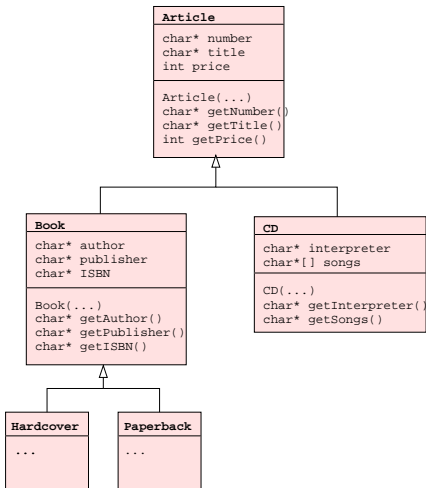 Article
char* number
char* title
int price
Article(...)
char* getNumber()
char* getTitle()
int getPrice()
Book
char* author
char* publisher
char* ISBN
Book(...)
char* getAuthor()
char* getPublisher()
char* getISBN()
CD
char* interpreter
char*[] songs
CD(...)
char* getInterpreter()
char* getSongs()
Hardcover
...
Paperback
...